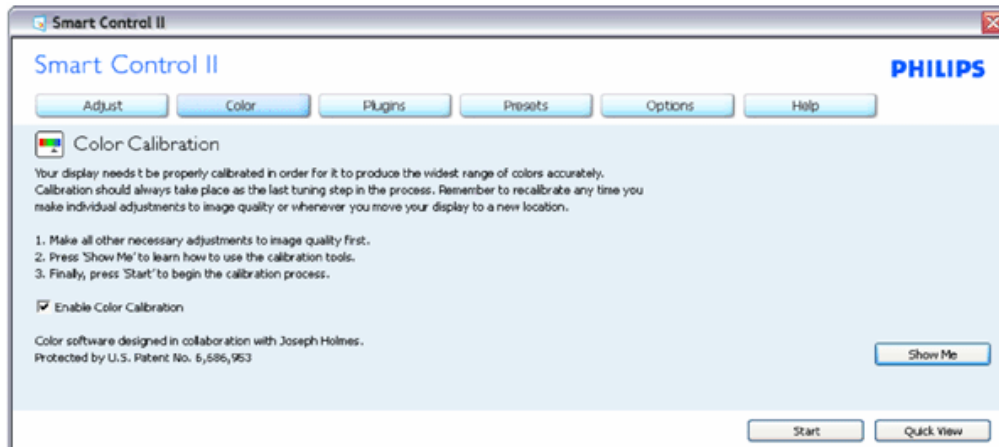 Smart Control II
Smart Control II
PHILIPS
Adjust
Color
Plugins
Presets
Options
Help
Color Calibration
Your display needs t be properly calibrated in order for it to produce the widest range of colors accurately.
Calibration should always take place as the last tuning step in the process. Remember to recalibrate any time you
make individual adjustments to image quality or whenever you move your display to a new location.
1. Make all other necessary adjustments to image quality first.
2. Press 'Show Me' to learn how to use the calibration tools.
3. Finally, press 'Start' to begin the calibration process.
Enable Color Calibration
Color software designed in collaboration with Joseph Holmes.
Protected by U.S. Patent No. 6,686,953
Show Me
Start
Quick View